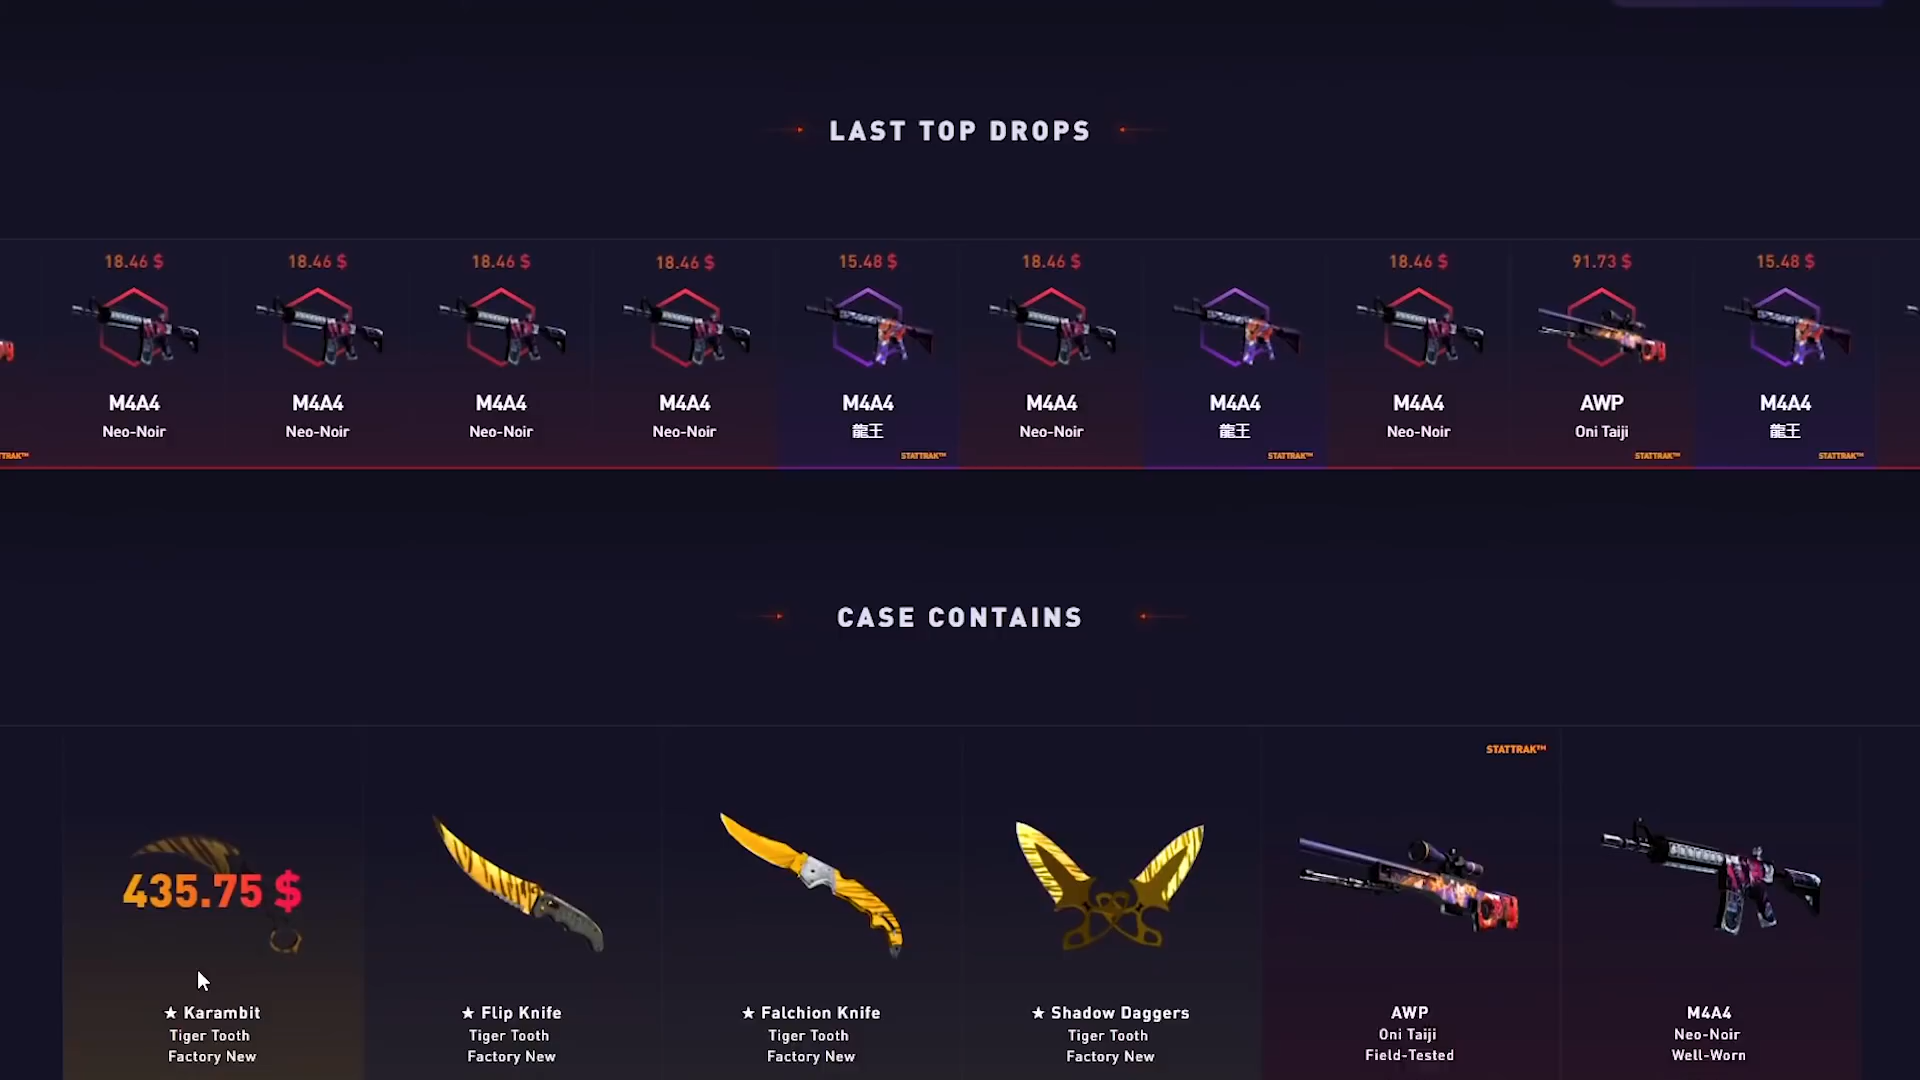 LAST TOP DROPS
18.46 $
18.46 $
18.46 $
18.46 $
15.48 $
18.46 $
18.46 $
91.73 $
15.48 $
M4A4
M4A4
M4A4
M4A4
M4A4
M4A4
M4A4
M4A4
AWP
M4A4
Neo-Noir
Neo-Noir
Neo-Noir
Neo-Noir
龍王
Neo-Noir
龍王
Neo-Noir
Oni Taiji
龍王
STATTRAK™
STATTRAK™
STATTRAK™
STATTRAK™
CASE CONTAINS
STATTRAK™
435.75 $
★ Karambit
Tiger Tooth
Factory New
★ Flip Knife
Tiger Tooth
Factory New
★ Falchion Knife
Tiger Tooth
Factory New
★ Shadow Daggers
Tiger Tooth
Factory New
AWP
Oni Taiji
Field-Tested
M4A4
Neo-Noir
Well-Worn